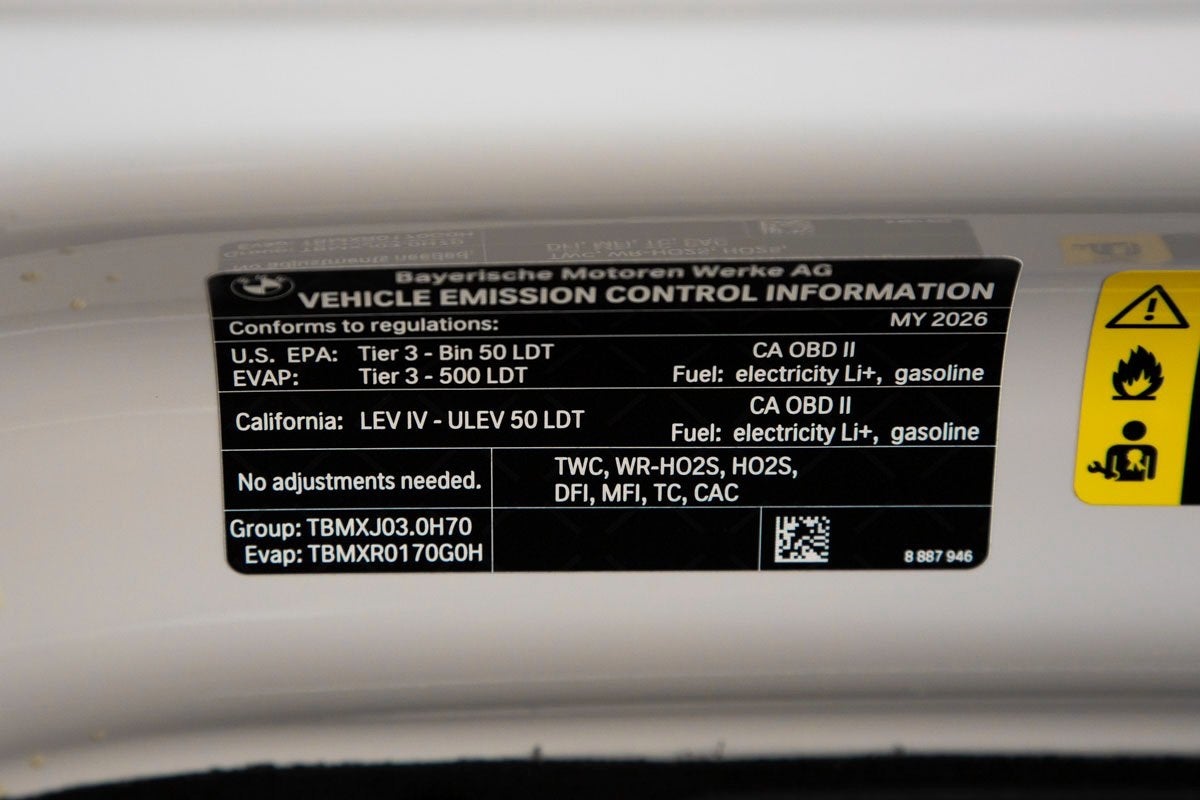 Bayerische Motoren Werke AG
VEHICLE EMISSION CONTROL INFORMATION
Conforms to regulations: MY 2026
U.S. EPA: Tier 3 - Bin 50 LDT CA OBD II
EVAP: Tier 3 - 500 LDT Fuel: electricity Li+, gasoline
California: LEV IV - ULEV 50 LDT CA OBD II
Fuel: electricity Li+, gasoline
No adjustments needed. TWC, WR-HO2S, HO2S,
DFI, MFI, TC, CAC
Group: TBMXJ03.0H70
Evap: TBMXR0170G0H
8 887 946